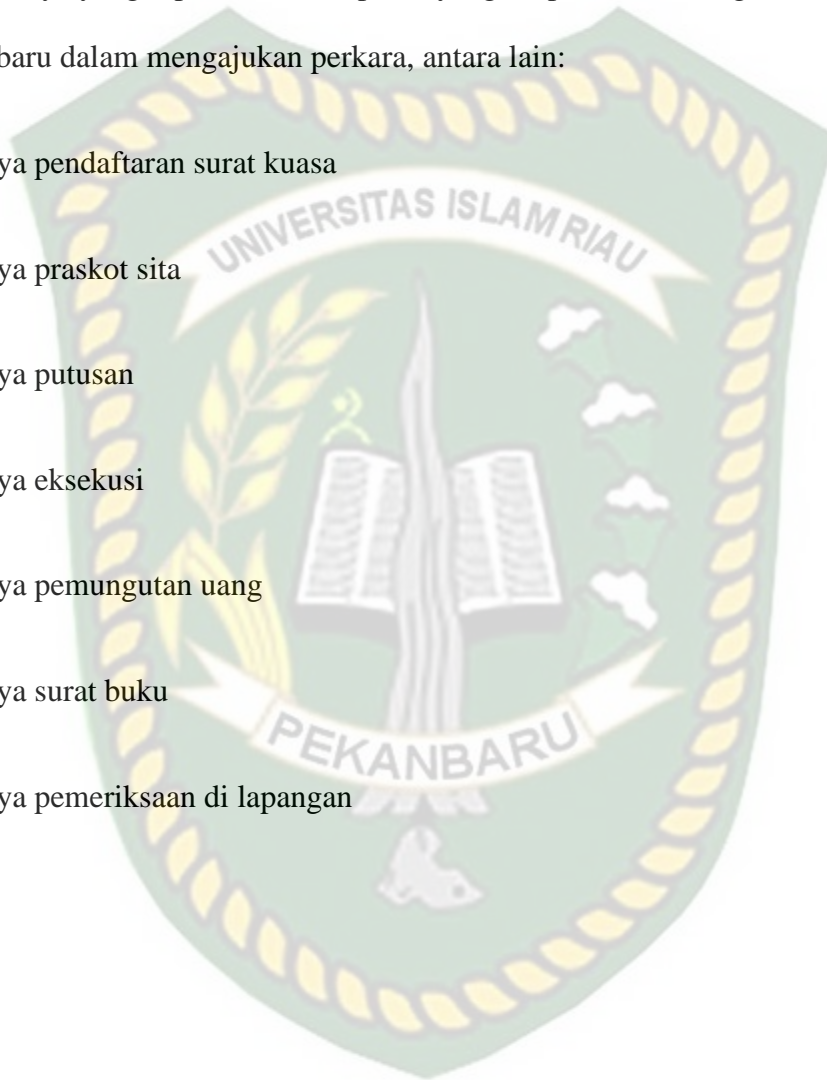 baru dalam mengajukan perkara, antara lain:
ya pendaftaran surat kuasa
UNIVERSITAS ISLAM RIAU
ya praskot sita
ya putusan
ya eksekusi
ya pemungutan uang
ya surat buku
PEKANBARU
ya pemeriksaan di lapangan